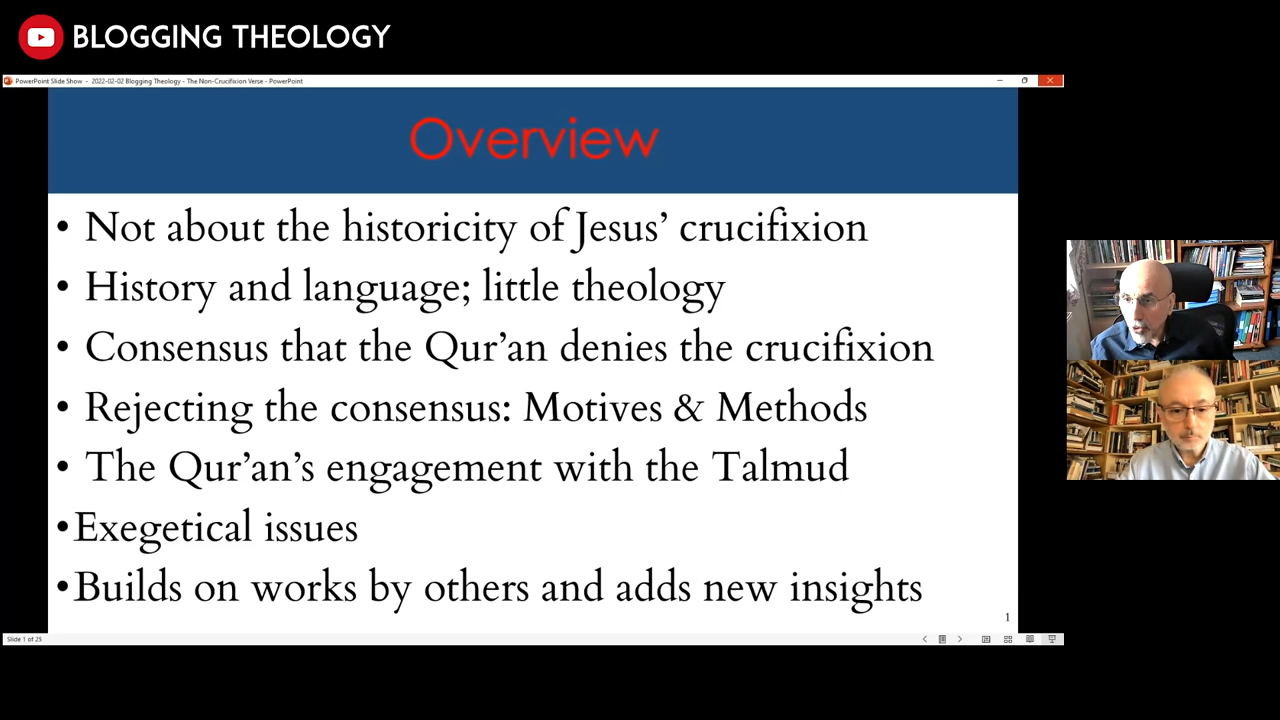 BLOGGING THEOLOGY
PowerPoint Slide Show - 2022-02-02 Blogging Theology - The Non-Crucifixion Verse - PowerPoint
Overview
• Not about the historicity of Jesus’ crucifixion
• History and language; little theology
• Consensus that the Qur’an denies the crucifixion
• Rejecting the consensus: Motives & Methods
• The Qur’an’s engagement with the Talmud
•Exegetical issues
•Builds on works by others and adds new insights
1
Slide 1 of 25